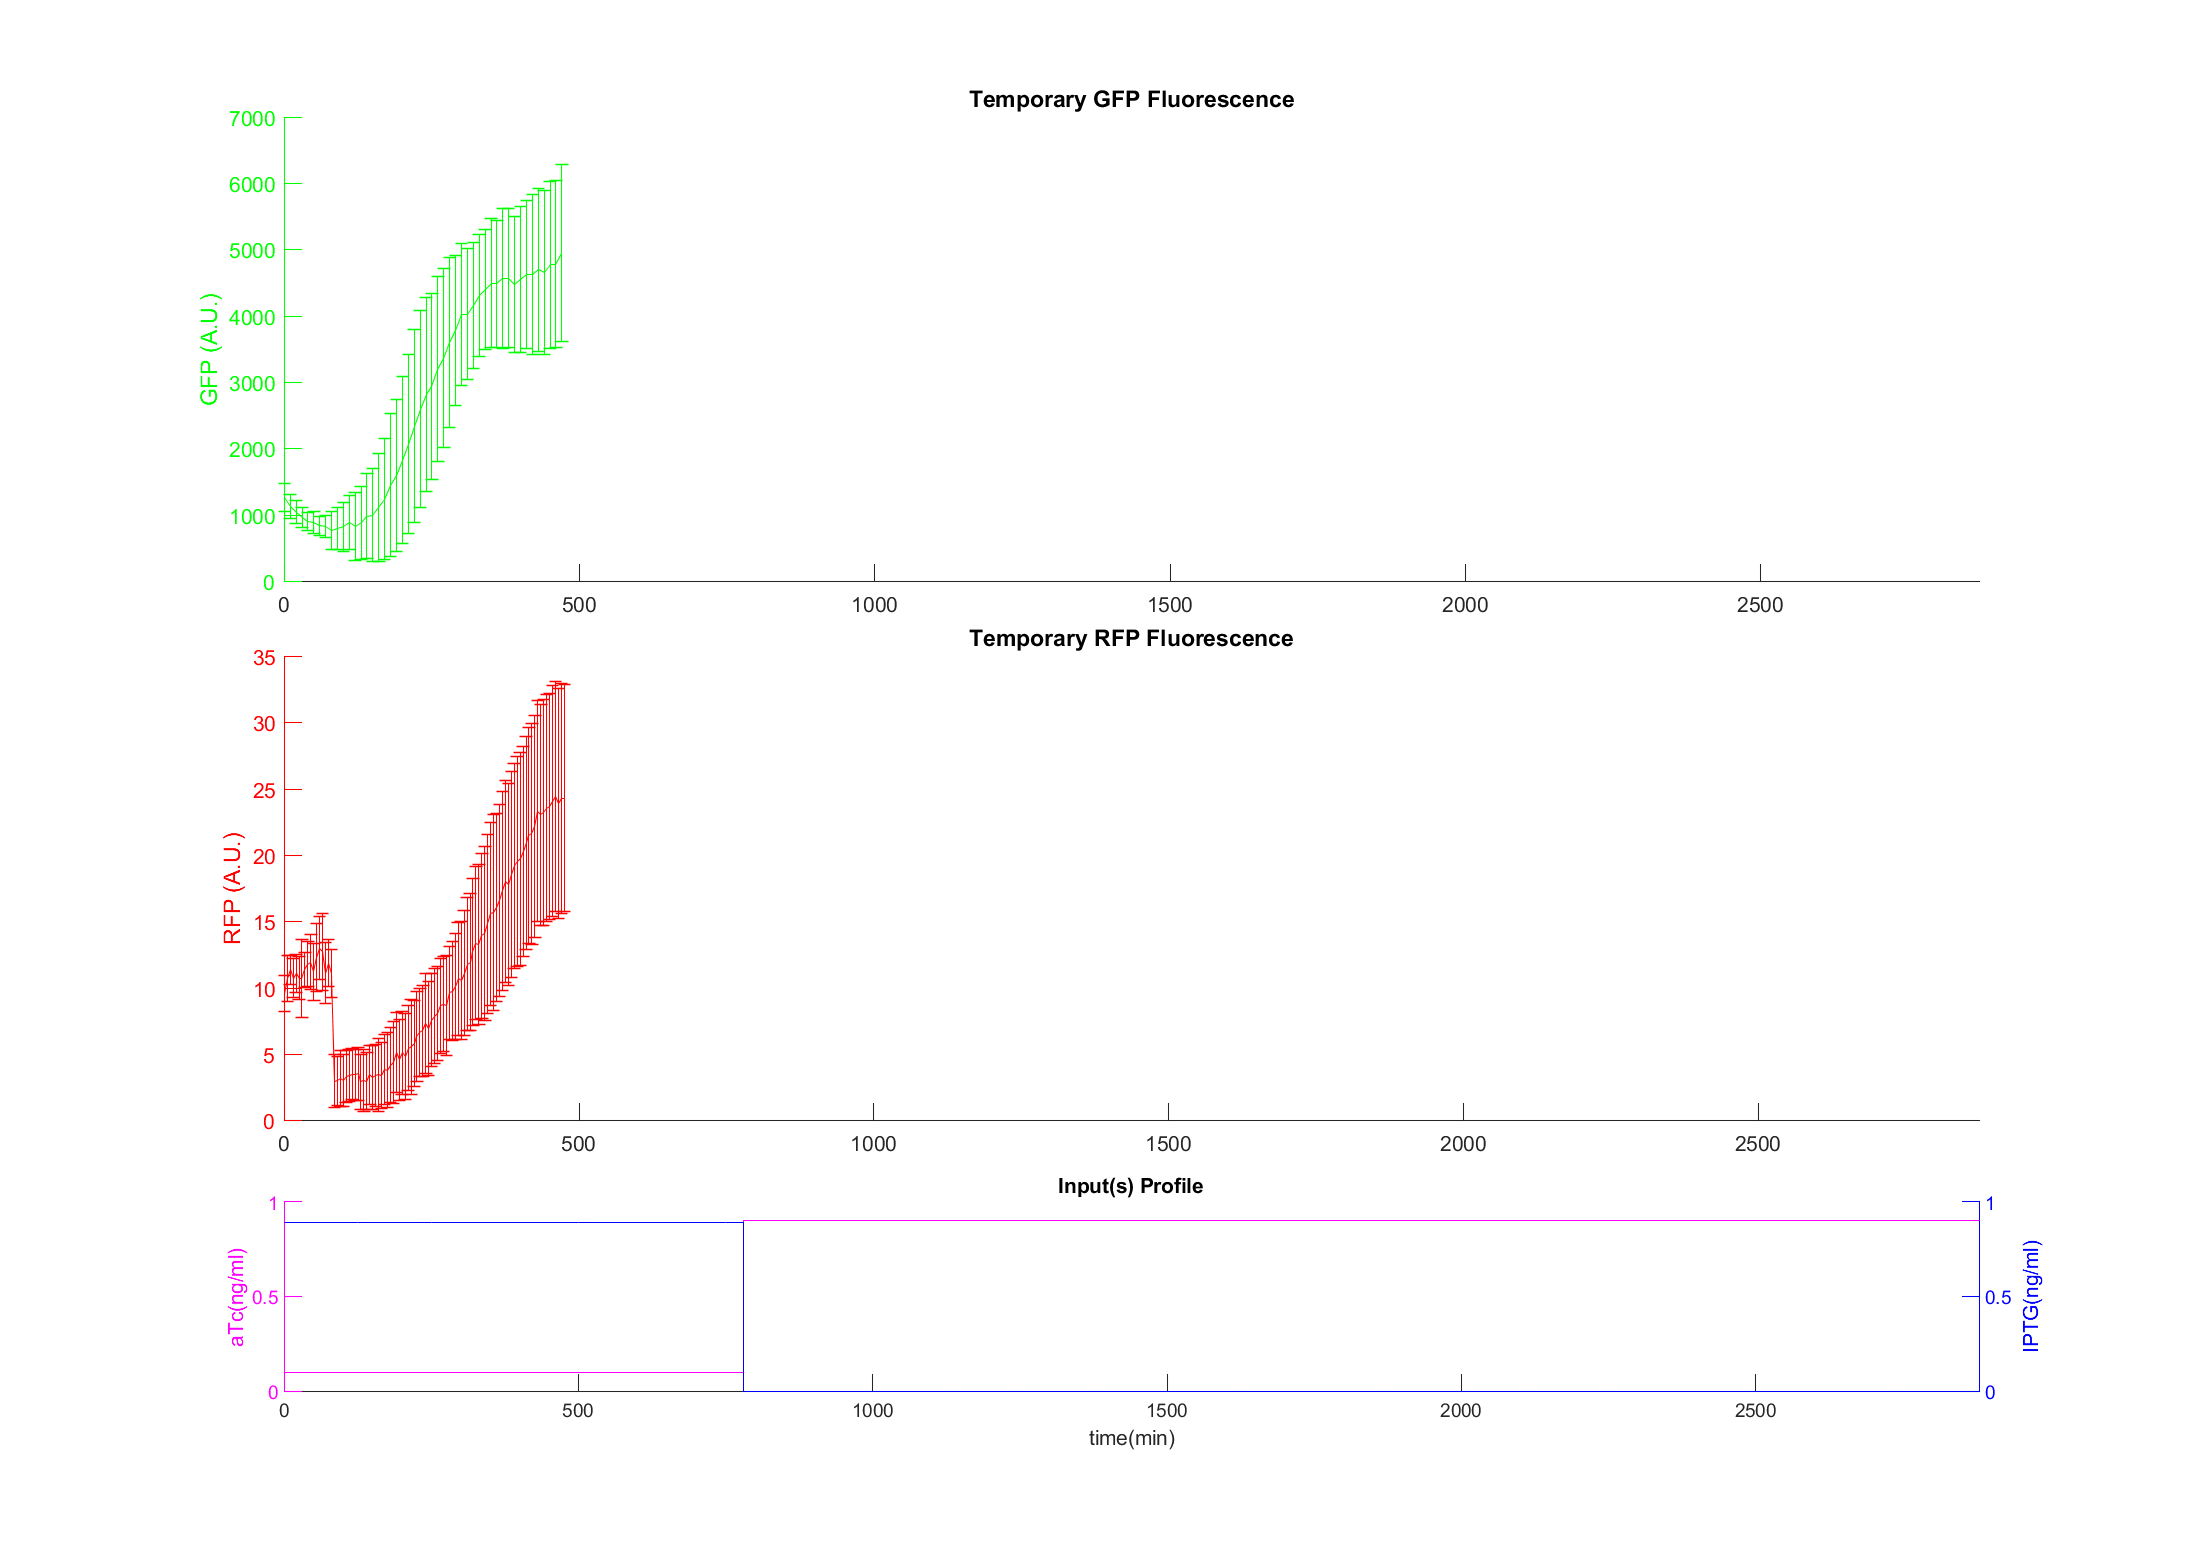 Temporary GFP Fluorescence
7000
6000
5000
4000
3000
2000
1000
0
GFP (A.U.)
0 500 1000 1500 2000 2500
Temporary RFP Fluorescence
35
30
25
20
15
10
5
0
RFP (A.U.)
0 500 1000 1500 2000 2500
Input(s) Profile
1
0.5
0
aTc(ng/ml)
1
0.5
0
IPTG(ng/ml)
0 500 1000 1500 2000 2500
time(min)